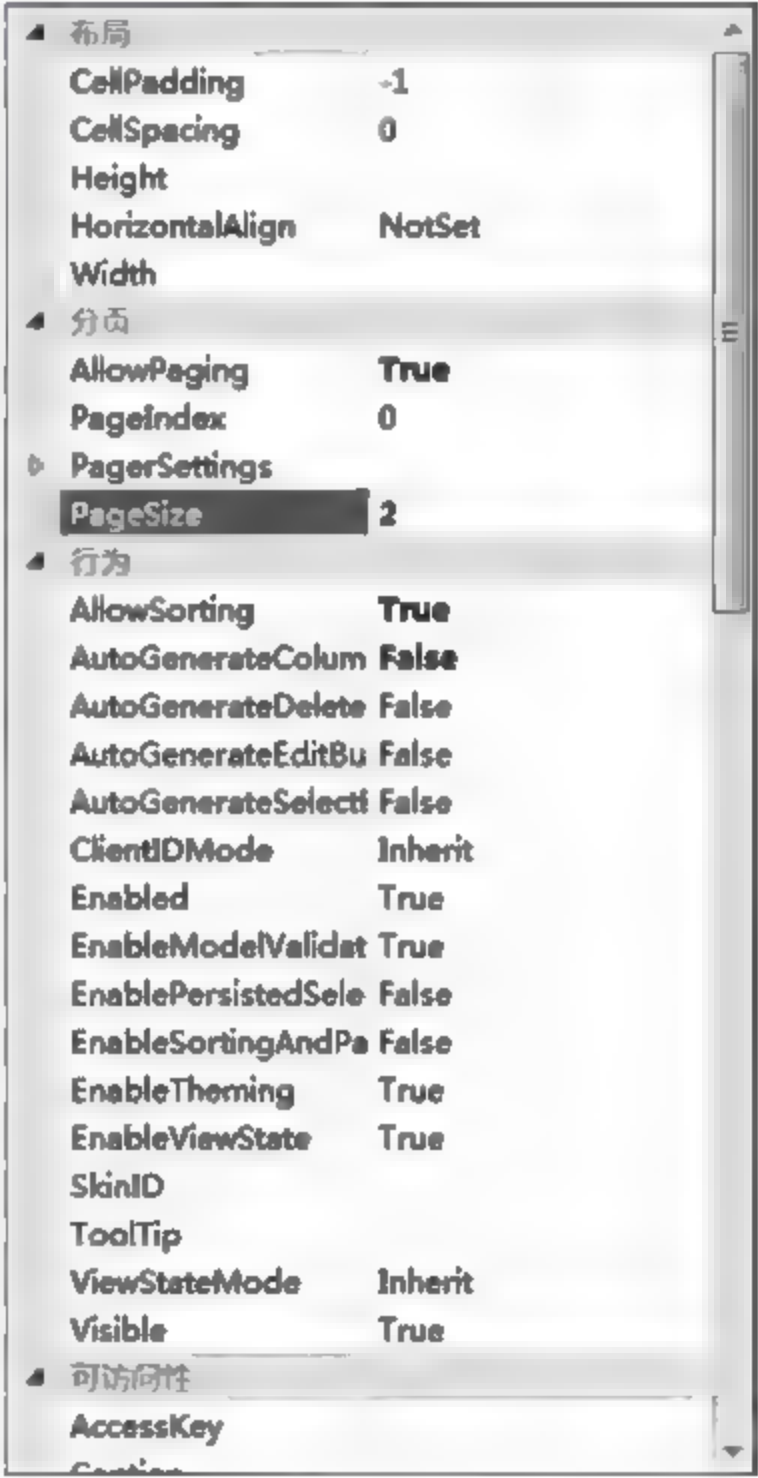 布局
CellPadding -1
CellSpacing 0
Height
HorizontalAlign NotSet
Width
分页
AllowPaging True
PageIndex 0
PagerSettings
PageSize 2
行为
AllowSorting True
AutoGenerateColum False
AutoGenerateDelete False
AutoGenerateEditBu False
AutoGenerateSelectI False
ClientIDMode Inherit
Enabled True
EnableModelValidat True
EnablePersistedSele False
EnableSortingAndPa False
EnableTheming True
EnableViewState True
SkinID
ToolTip
ViewStateMode Inherit
Visible True
可访问性
AccessKey
Caption